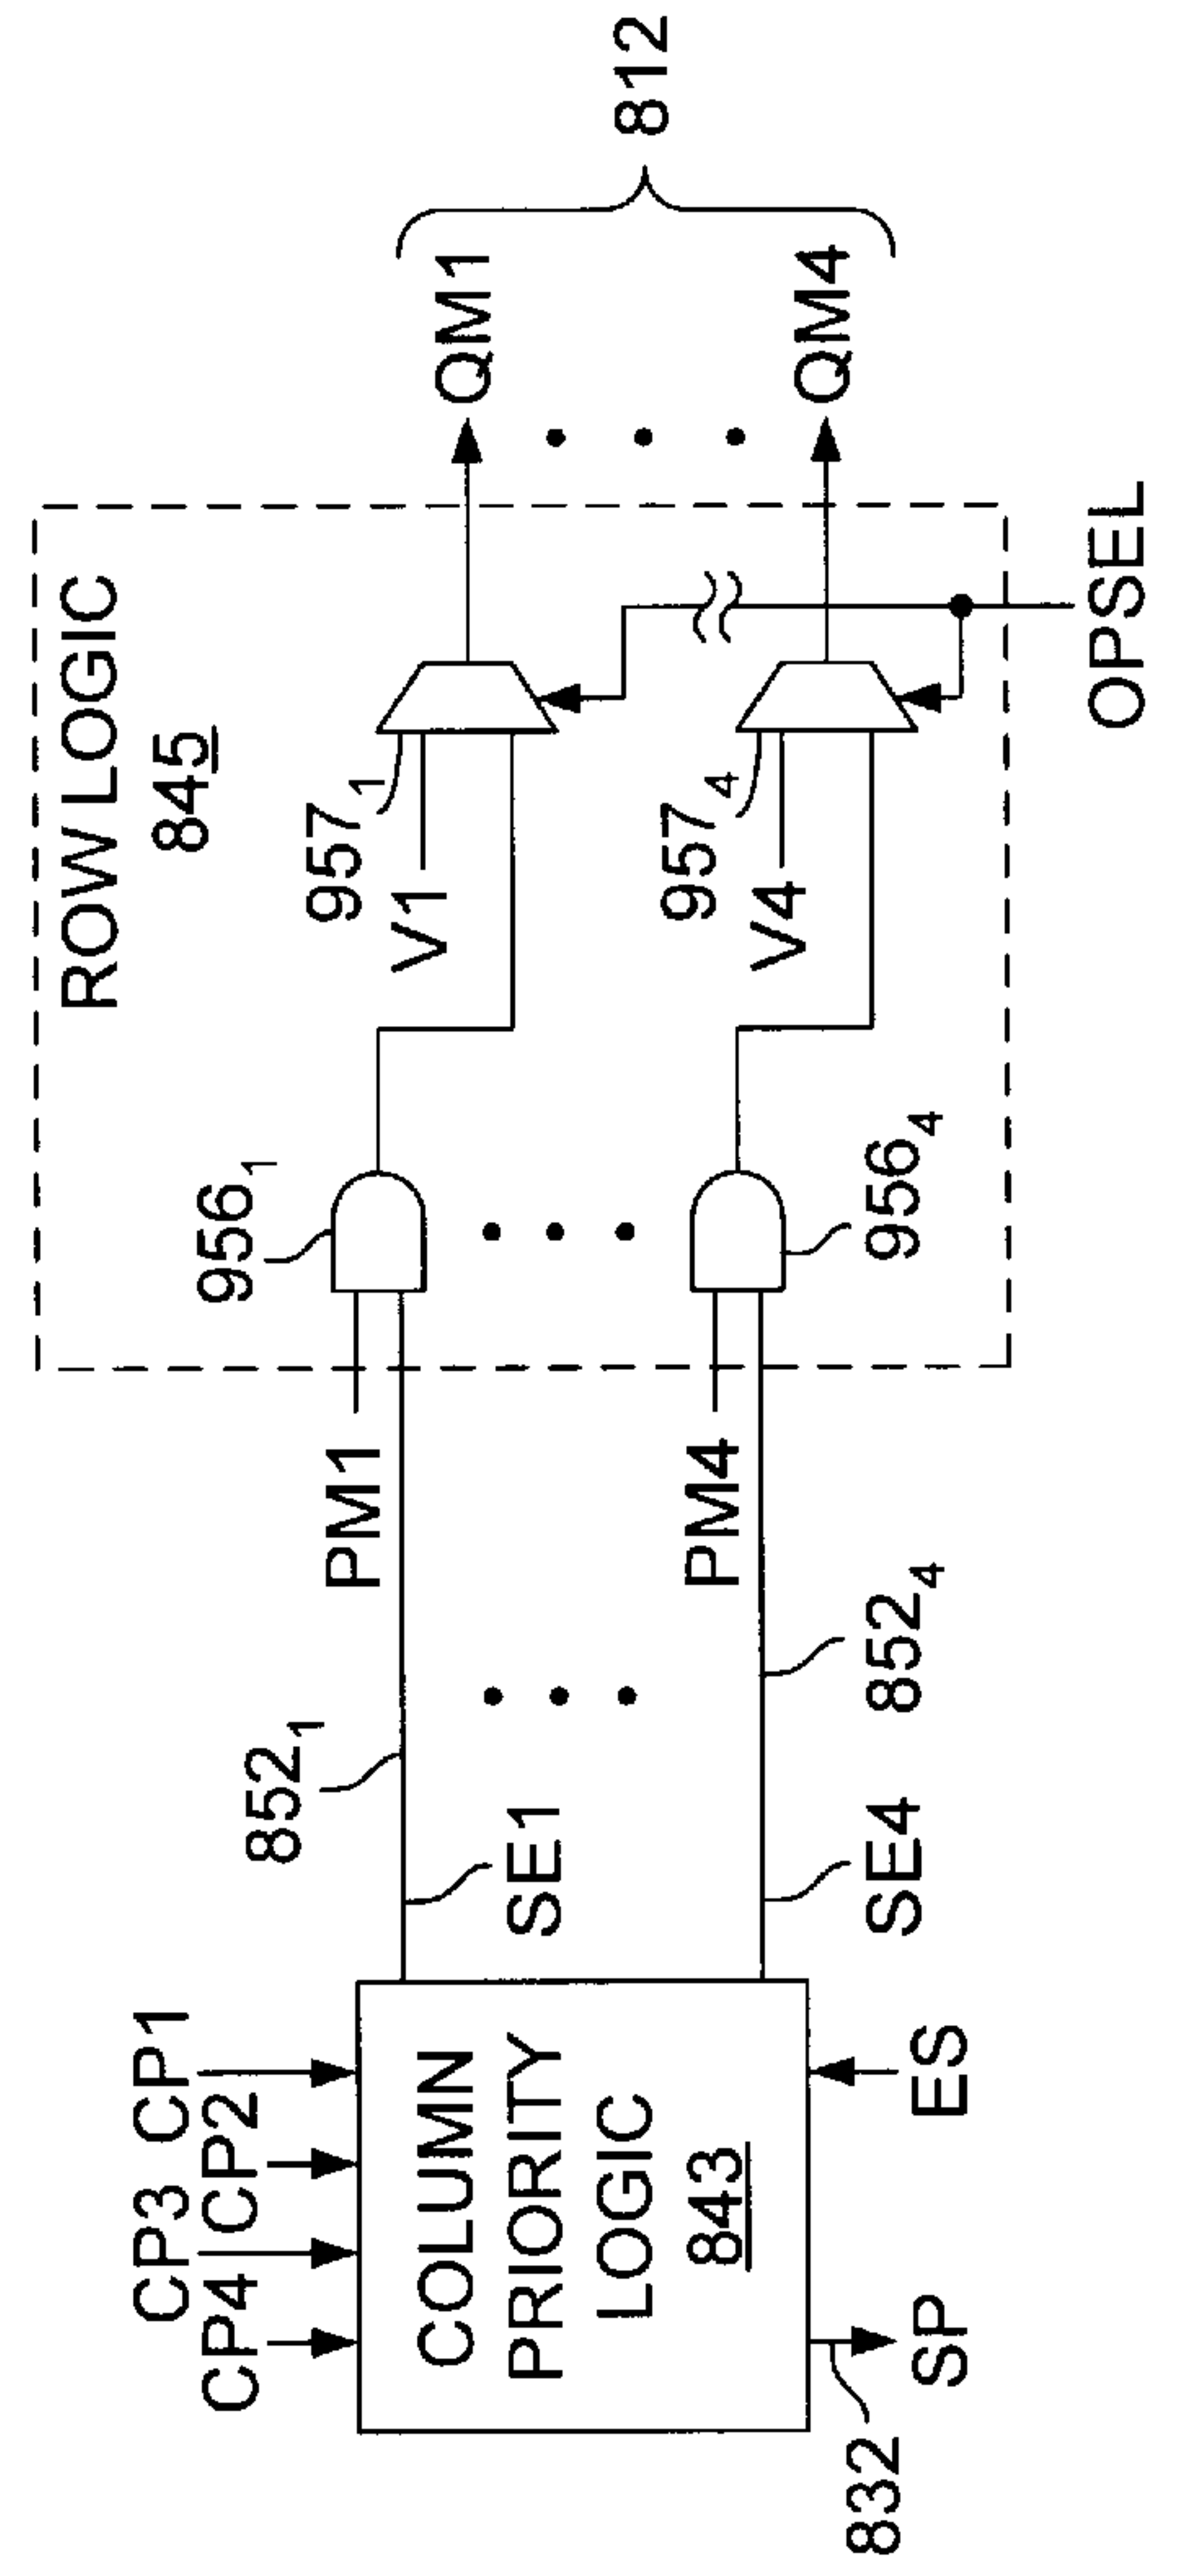 ROW LOGIC
845
CP3 CP1
CP4 CP2
852₁
956₁
957₁
PM1
V1
QM1
812
COLUMN
PRIORITY
LOGIC
843
SE1
957₄
PM4
V4
QM4
SE4
852₄
956₄
832
SP
ES
OPSEL